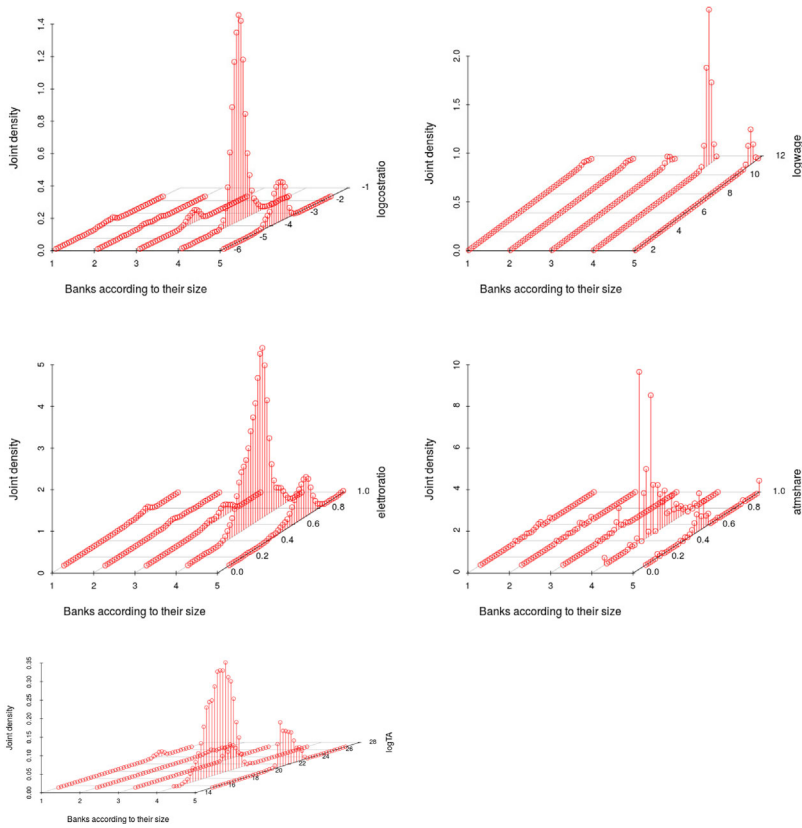 1.4
1.2
1.0
0.8
0.6
0.4
0.2
0.0
Joint density
1 2 3 4 5
Banks according to their size
-6 -5 -4 -3 -2 -1
logcostratio
2.0
1.5
1.0
0.5
0.0
Joint density
1 2 3 4 5
Banks according to their size
2 4 6 8 10 12
logwage
5
4
3
2
1
0
Joint density
1 2 3 4 5
Banks according to their size
0.0 0.2 0.4 0.6 0.8 1.0
elettroratio
10
8
6
4
2
0
Joint density
1 2 3 4 5
Banks according to their size
0.0 0.2 0.4 0.6 0.8 1.0
atmshare
0.35
0.30
0.25
0.20
0.15
0.10
0.05
0.00
Joint density
1 2 3 4 5
Banks according to their size
14 16 18 20 22 24 26 28
logTA